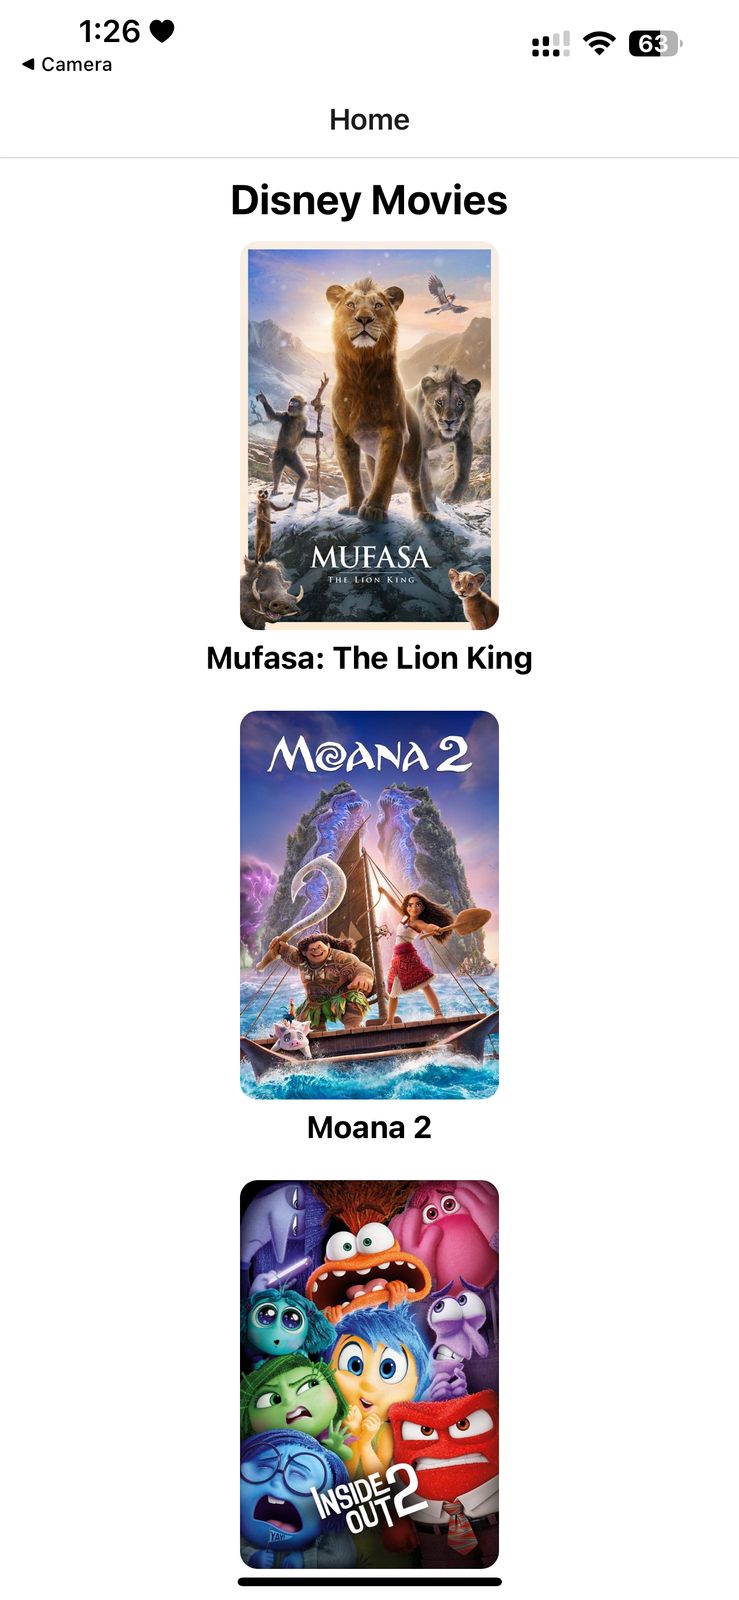 1:26
63
◀ Camera
Home
Disney Movies
MUFASA
THE LION KING
Mufasa: The Lion King
MOANA 2
Moana 2
INSIDE
OUT 2